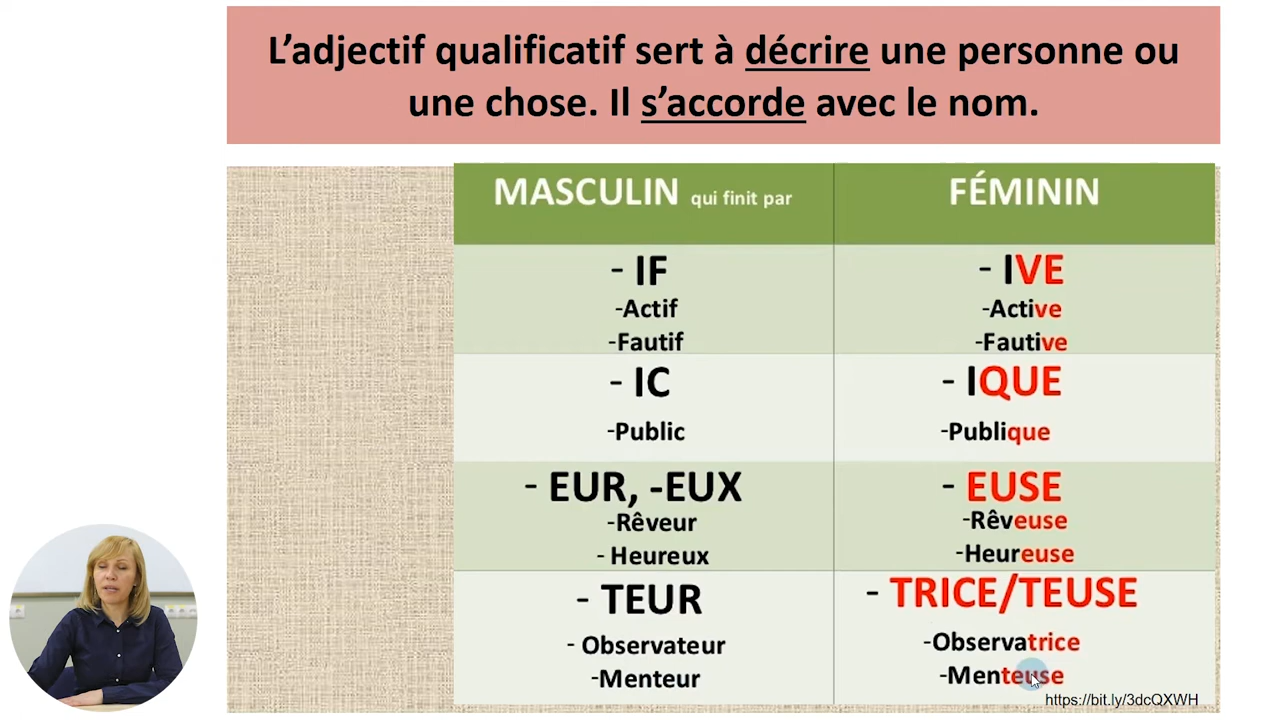 L’adjectif qualificatif sert à décrire une personne ou
une chose. Il s’accorde avec le nom.
MASCULIN qui finit par
FÉMININ
- IF
- IVE
-Actif
-Active
-Fautif
-Fautive
- IC
- IQUE
-Public
-Publique
- EUR, -EUX
- EUSE
-Rêveur
-Rêveuse
- Heureux
-Heureuse
- TEUR
- TRICE/TEUSE
- Observateur
-Observatrice
-Menteur
-Menteuse
https://bit.ly/3dcQXWH